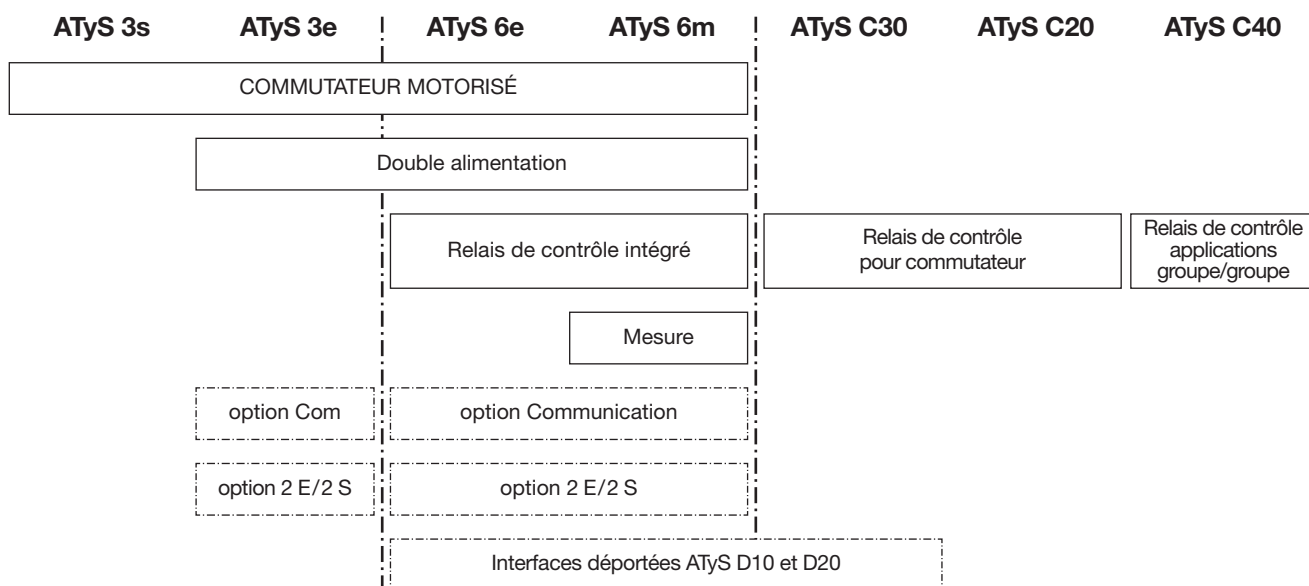 ATyS 3s ATyS 3e ATyS 6e ATyS 6m ATyS C30 ATyS C20 ATyS C40
COMMUTATEUR MOTORISÉ
Double alimentation
Relais de contrôle intégré
Relais de contrôle
pour commutateur
Relais de contrôle
applications
groupe/groupe
Mesure
option Com
option Communication
option 2 E/2 S
option 2 E/2 S
Interfaces déportées ATyS D10 et D20